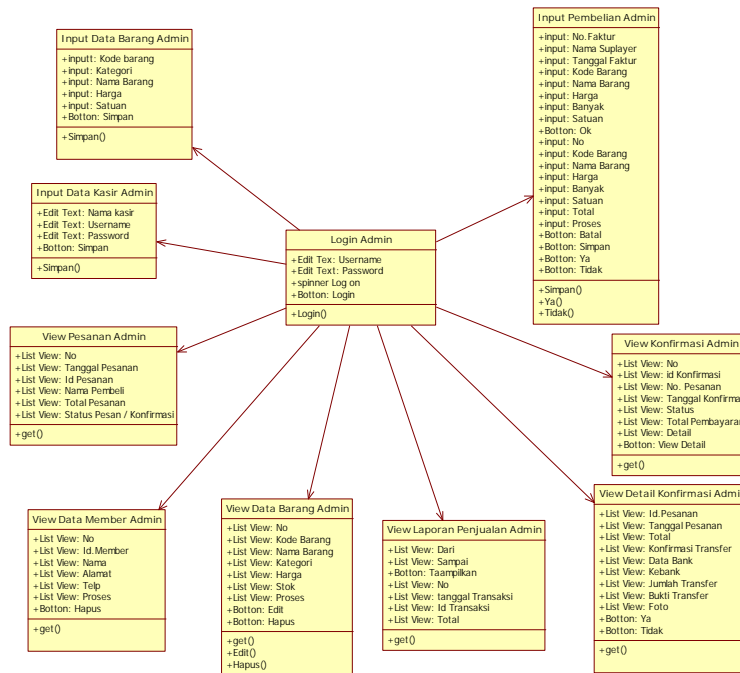 Input Data Barang Admin
+inputt: Kode barang
+input: Kategori
+input: Nama Barang
+input: Harga
+input: Satuan
+Botton: Simpan
+Simpan()
Input Pembelian Admin
+input: No.Faktur
+input: Nama Suplayer
+input: Tanggal Faktur
+input: Kode Barang
+input: Nama Barang
+input: Harga
+input: Banyak
+input: Satuan
+Botton: Ok
+input: No
+input: Kode Barang
+input: Nama Barang
+input: Harga
+input: Banyak
+input: Satuan
+input: Total
+input: Proses
+Botton: Batal
+Botton: Simpan
+Botton: Ya
+Botton: Tidak
+Simpan()
+Ya()
+Tidak()
Input Data Kasir Admin
+Edit Text: Nama kasir
+Edit Text: Username
+Edit Text: Password
+Botton: Simpan
+Simpan()
Login Admin
+Edit Tex: Username
+Edit Text: Password
+spinner Log on
+Botton: Login
+Login()
View Pesanan Admin
+List View: No
+List View: Tanggal Pesanan
+List View: Id Pesanan
+List View: Nama Pembeli
+List View: Total Pesanan
+List View: Status Pesan / Konfirmasi
+get()
View Konfirmasi Admin
+List View: No
+List View: id Konfirmasi
+List View: No. Pesanan
+List View: Tanggal Konfirma
+List View: Status
+List View: Total Pembayaran
+List View: Detail
+Botton: View Detail
+get()
View Data Member Admin
+List View: No
+List View: Id.Member
+List View: Nama
+List View: Alamat
+List View: Telp
+List View: Proses
+Botton: Hapus
+get()
View Data Barang Admin
+List View: No
+List View: Kode Barang
+List View: Nama Barang
+List View: Kategori
+List View: Harga
+List View: Stok
+List View: Proses
+Botton: Edit
+Botton: Hapus
+get()
+Edit()
+Hapus()
View Laporan Penjualan Admin
+List View: Dari
+List View: Sampai
+Botton: Taampilkan
+List View: No
+List View: tanggal Transaksi
+List View: Id Transaksi
+List View: Total
+get()
View Detail Konfirmasi Admin
+List View: Id.Pesanan
+List View: Tanggal Pesanan
+List View: Total
+List View: Konfirmasi Transfer
+List View: Data Bank
+List View: Kebank
+List View: Jumlah Transfer
+List View: Bukti Transfer
+List View: Foto
+Botton: Ya
+Botton: Tidak
+get()